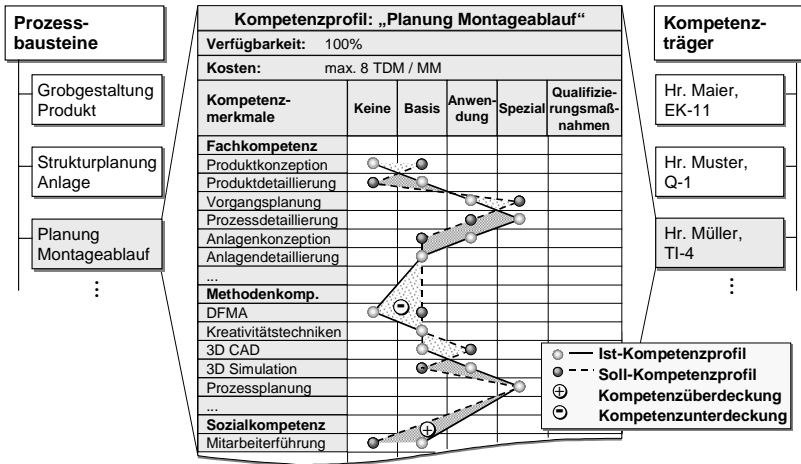 Prozess-
bausteine
Grobgestaltung
Produkt
Strukturplanung
Anlage
Planung
Montageablauf
⋮
Kompetenzprofil: „Planung Montageablauf“
Verfügbarkeit: 100%
Kosten: max. 8 TDM / MM
Kompetenz-
merkmale
Keine
Basis
Anwen-
dung
Spezial
Qualifizie-
rungsmaß-
nahmen
Fachkompetenz
Produktkonzeption
Produktdetaillierung
Vorgangsplanung
Prozessdetaillierung
Anlagenkonzeption
Anlagendetaillierung
...
Methodenkomp.
DFMA
Kreativitätstechniken
3D CAD
3D Simulation
Prozessplanung
...
Sozialkompetenz
Mitarbeiterführung
-
+
Kompetenz-
träger
Hr. Maier,
EK-11
Hr. Muster,
Q-1
Hr. Müller,
TI-4
⋮
Ist-Kompetenzprofil
Soll-Kompetenzprofil
+ Kompetenzüberdeckung
- Kompetenzunterdeckung